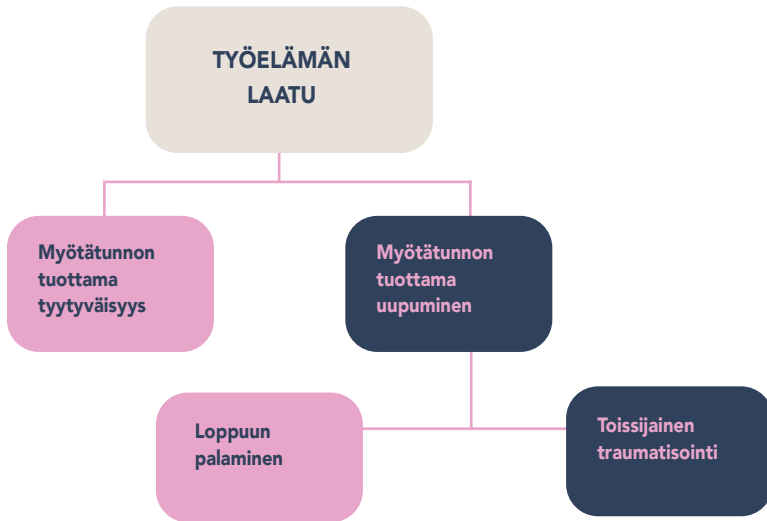 TYÖELÄMÄN
LAATU
Myötätunnon
tuottama
tyytyväisyys
Myötätunnon
tuottama
uupuminen
Loppuun
palaminen
Toissijainen
traumatisointi